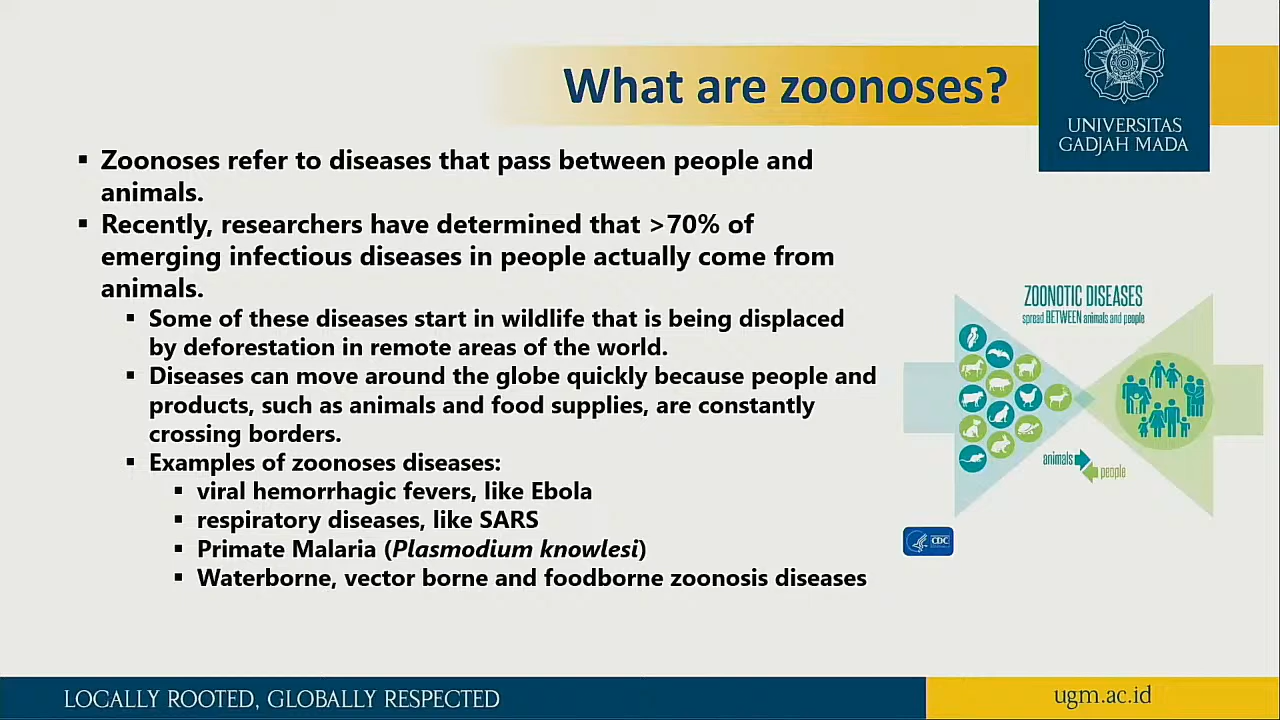 What are zoonoses?
UNIVERSITAS
GADJAH MADA
▪ Zoonoses refer to diseases that pass between people and
animals.
▪ Recently, researchers have determined that >70% of
emerging infectious diseases in people actually come from
animals.
▪ Some of these diseases start in wildlife that is being displaced
by deforestation in remote areas of the world.
▪ Diseases can move around the globe quickly because people and
products, such as animals and food supplies, are constantly
crossing borders.
▪ Examples of zoonoses diseases:
▪ viral hemorrhagic fevers, like Ebola
▪ respiratory diseases, like SARS
▪ Primate Malaria (Plasmodium knowlesi)
▪ Waterborne, vector borne and foodborne zoonosis diseases
ZOONOTIC DISEASES
spread BETWEEN animals and people
animals
people
CDC
LOCALLY ROOTED, GLOBALLY RESPECTED
ugm.ac.id